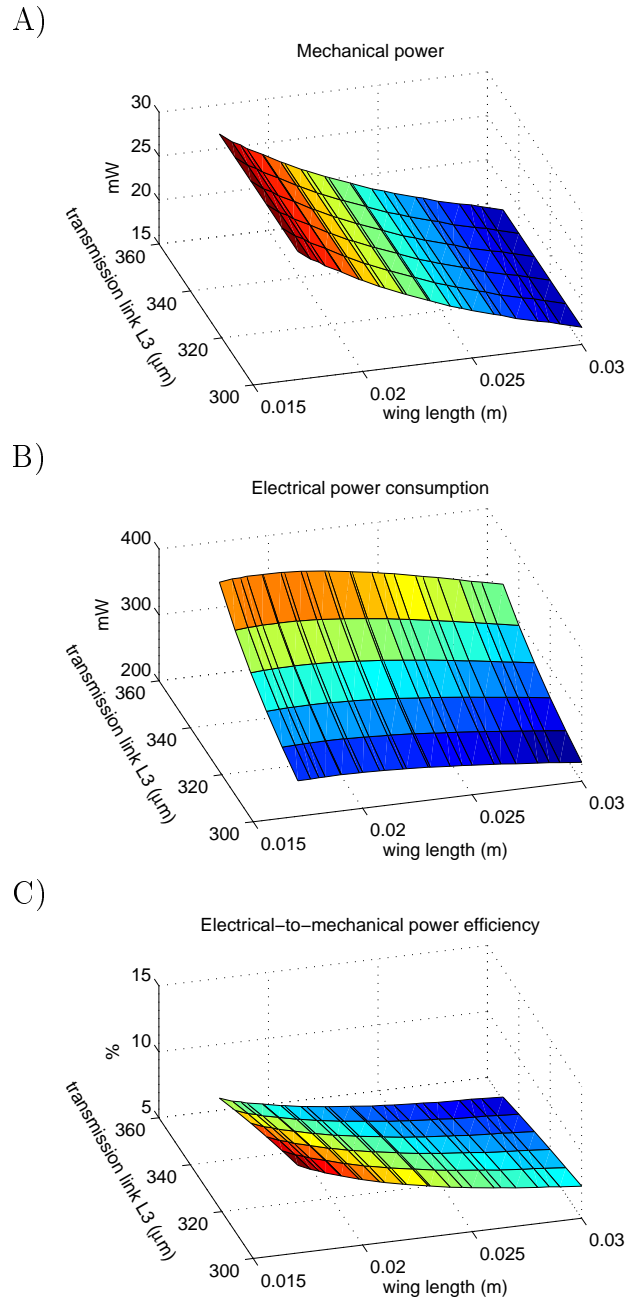 A)
Mechanical power
30
25
20
15
mW
360
340
320
300
transmission link L3 (μm)
0.015
0.02
0.025
0.03
wing length (m)
B)
Electrical power consumption
400
300
200
mW
360
340
320
300
transmission link L3 (μm)
0.015
0.02
0.025
0.03
wing length (m)
C)
Electrical−to−mechanical power efficiency
15
10
5
%
360
340
320
300
transmission link L3 (μm)
0.015
0.02
0.025
0.03
wing length (m)